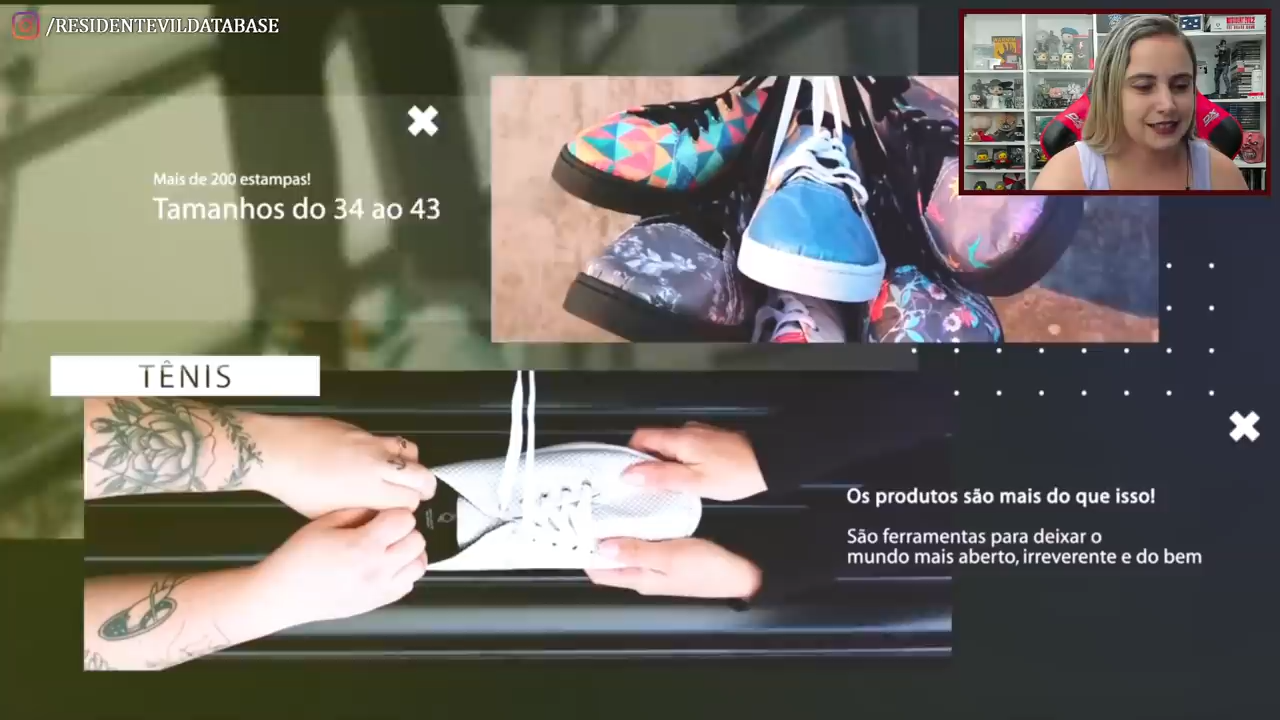 /RESIDENTEVILDATABASE
Mais de 200 estampas!
Tamanhos do 34 ao 43
TÊNIS
Os produtos são mais do que isso!
São ferramentas para deixar o
mundo mais aberto, irreverente e do bem